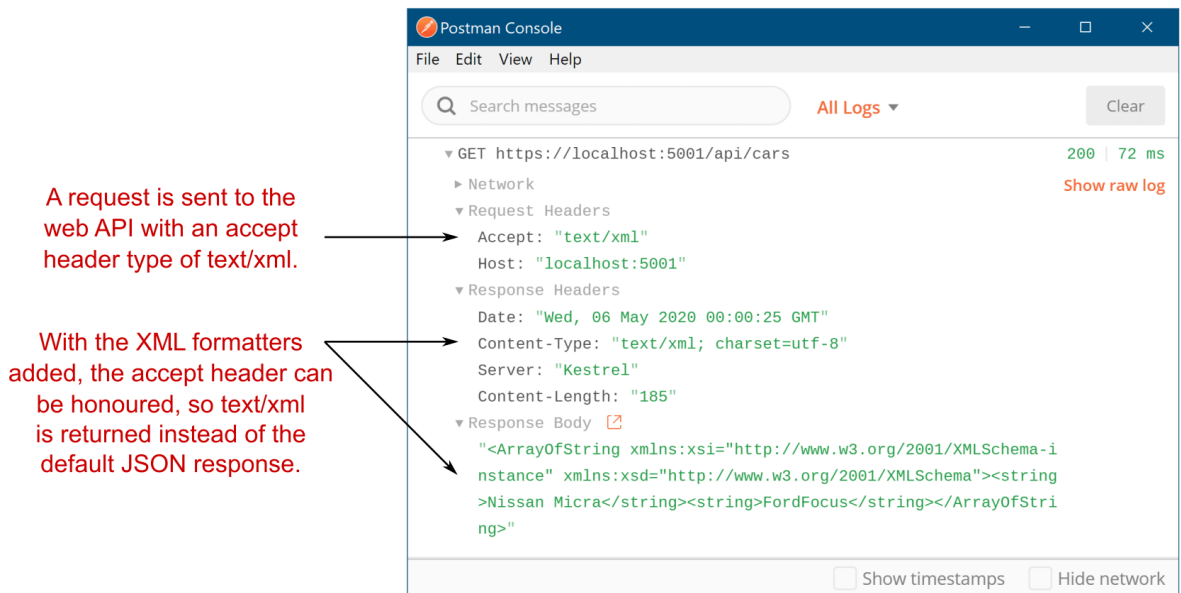 Postman Console
File Edit View Help
Search messages
All Logs
Clear
GET https://localhost:5001/api/cars
200 | 72 ms
Network
Show raw log
Request Headers
A request is sent to the
web API with an accept
header type of text/xml.
Accept: "text/xml"
Host: "localhost:5001"
Response Headers
Date: "Wed, 06 May 2020 00:00:25 GMT"
With the XML formatters
added, the accept header can
be honoured, so text/xml
is returned instead of the
default JSON response.
Content-Type: "text/xml; charset=utf-8"
Server: "Kestrel"
Content-Length: "185"
Response Body
"<ArrayOfString xmlns:xsi="http://www.w3.org/2001/XMLSchema-i
nstance" xmlns:xsd="http://www.w3.org/2001/XMLSchema"><string
>Nissan Micra</string><string>FordFocus</string></ArrayOfStri
ng>"
Show timestamps
Hide network